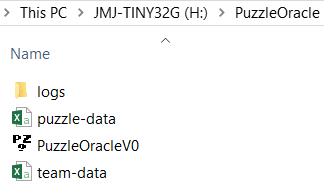 > This PC > JMJ-TINY32G (H:) > PuzzleOracle
Name
logs
puzzle-data
PuzzleOracleV0
team-data